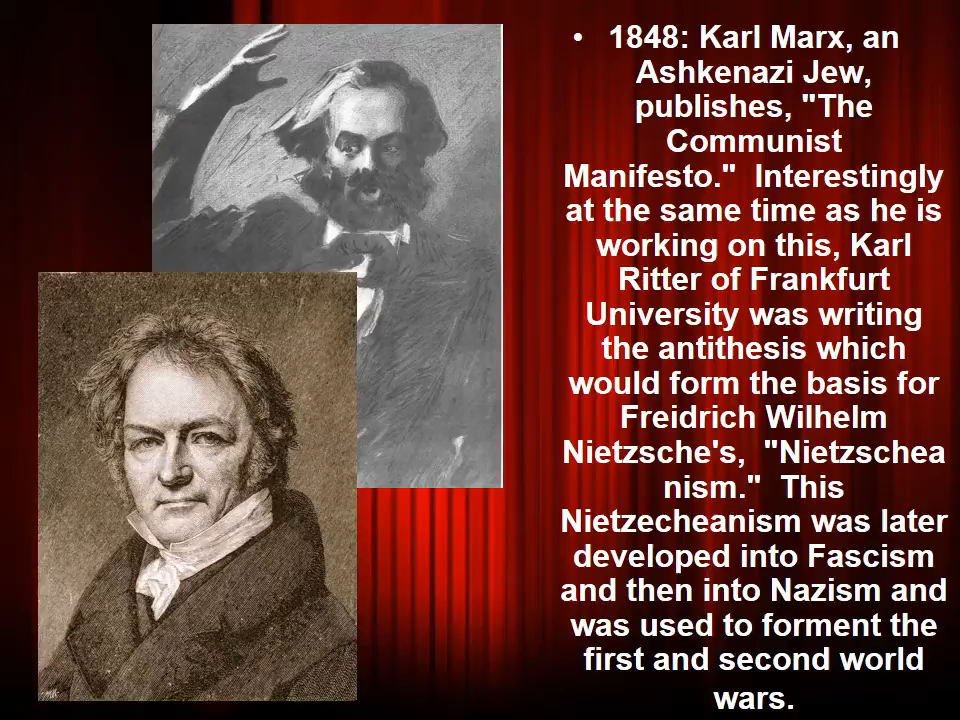 • 1848: Karl Marx, an
Ashkenazi Jew,
publishes, "The
Communist
Manifesto."  Interestingly
at the same time as he is
working on this, Karl
Ritter of Frankfurt
University was writing
the antithesis which
would form the basis for
Freidrich Wilhelm
Nietzsche's,  "Nietzschea
nism."  This
Nietzecheanism was later
developed into Fascism
and then into Nazism and
was used to forment the
first and second world
wars.